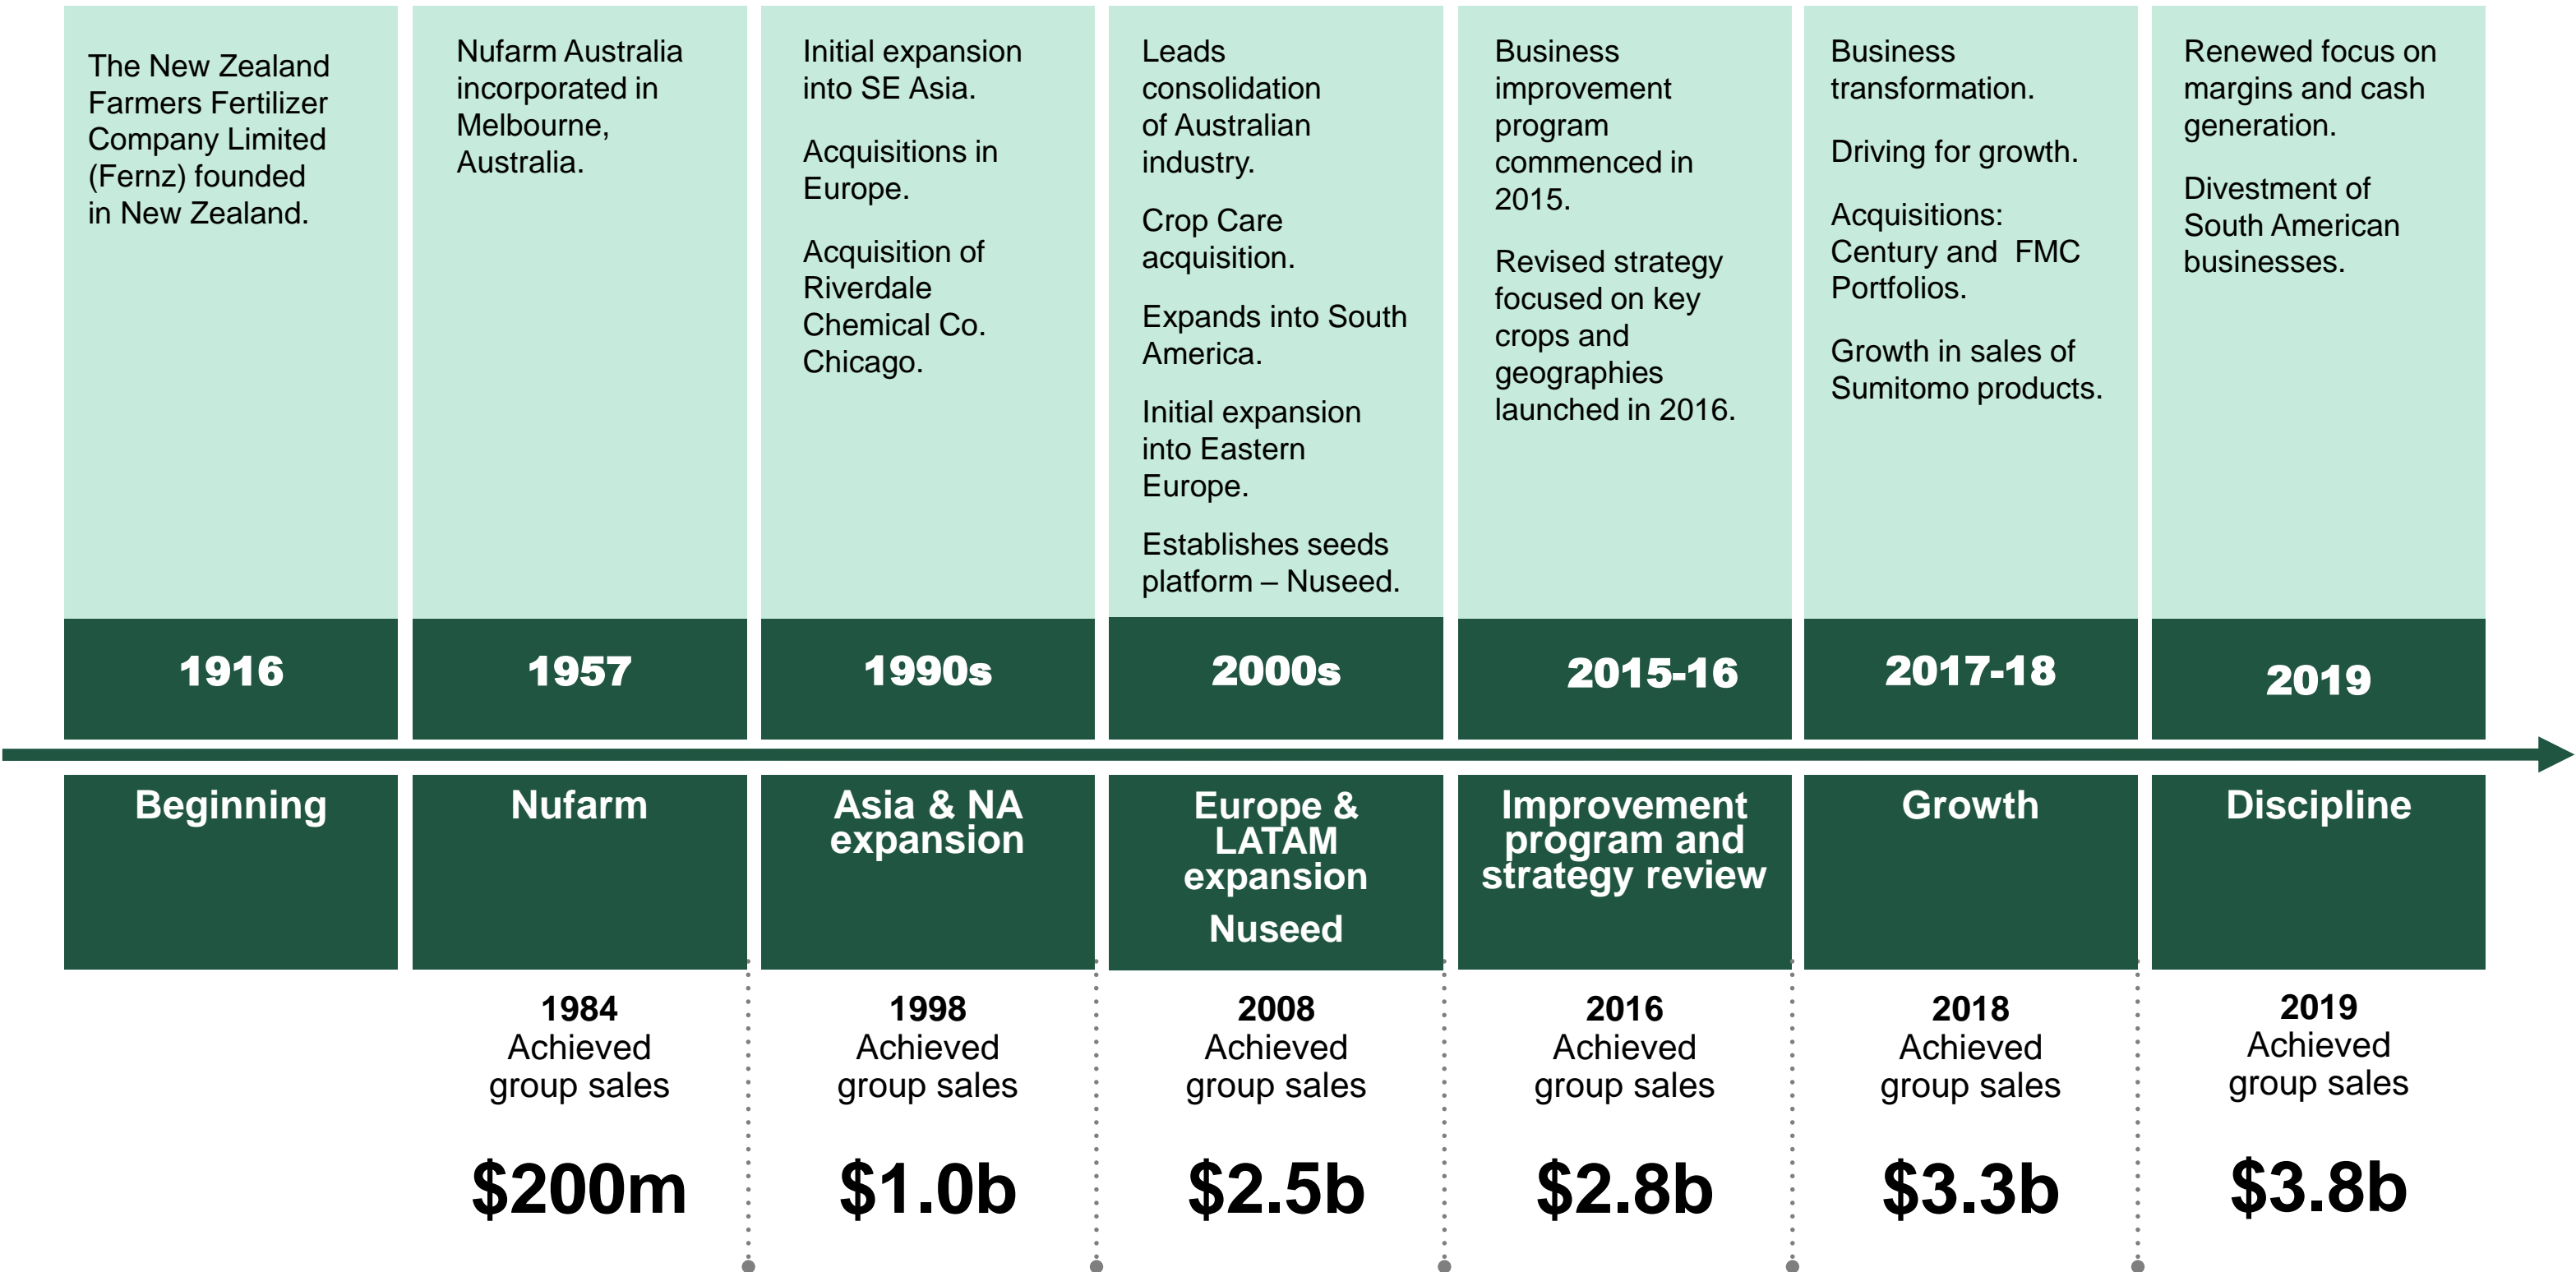 The New Zealand
Farmers Fertilizer
Company Limited
(Fernz) founded
in New Zealand.
1916
Beginning
Nufarm Australia
incorporated in
Melbourne,
Australia.
1957
Nufarm
1984
Achieved
group sales
$200m
Initial expansion
into SE Asia.
Acquisitions in
Europe.
Acquisition of
Riverdale
Chemical Co.
Chicago.
1990s
Asia & NA
expansion
1998
Achieved
group sales
$1.0b
Leads
consolidation
of Australian
industry.
Crop Care
acquisition.
Expands into South
America.
Initial expansion
into Eastern
Europe.
Establishes seeds
platform – Nuseed.
2000s
Europe &
LATAM
expansion
Nuseed
2008
Achieved
group sales
$2.5b
Business
improvement
program
commenced in
2015.
Revised strategy
focused on key
crops and
geographies
launched in 2016.
2015-16
Improvement
program and
strategy review
2016
Achieved
group sales
$2.8b
Business
transformation.
Driving for growth.
Acquisitions:
Century and FMC
Portfolios.
Growth in sales of
Sumitomo products.
2017-18
Growth
2018
Achieved
group sales
$3.3b
Renewed focus on
margins and cash
generation.
Divestment of
South American
businesses.
2019
Discipline
2019
Achieved
group sales
$3.8b